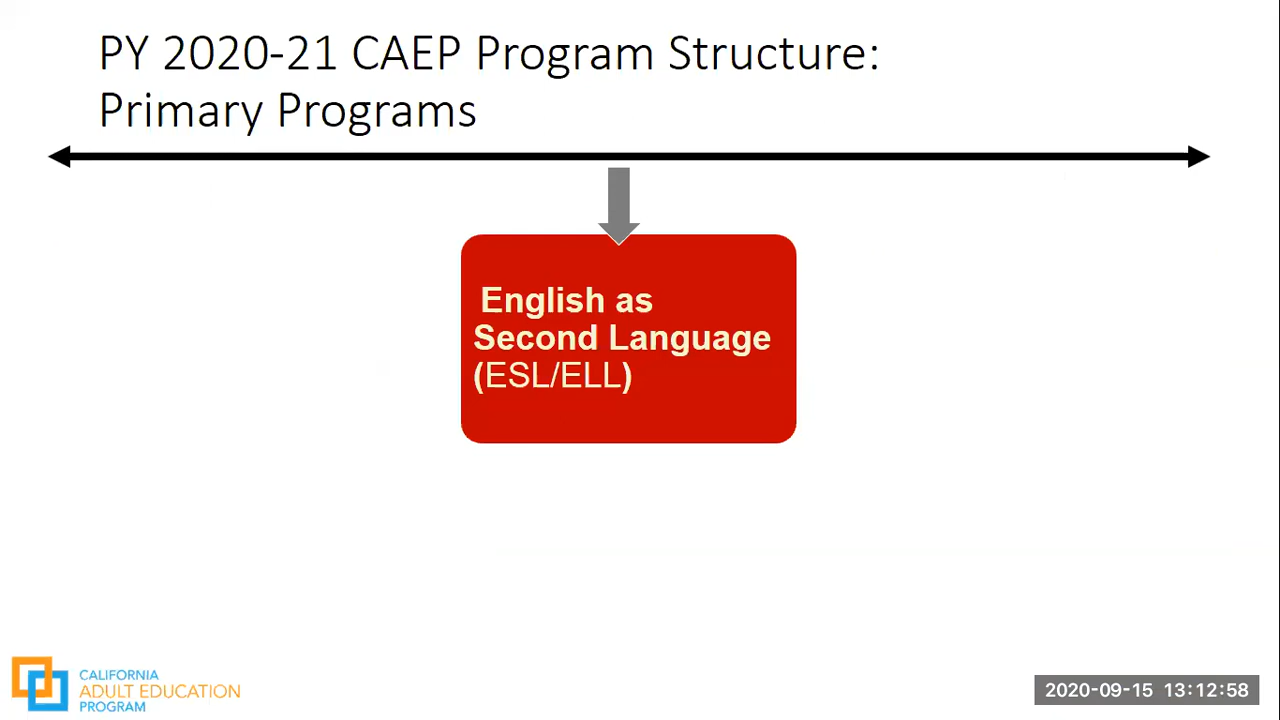 PY 2020-21 CAEP Program Structure:
Primary Programs
English as
Second Language
(ESL/ELL)
CALIFORNIA
ADULT EDUCATION
PROGRAM
2020-09-15 13:12:58